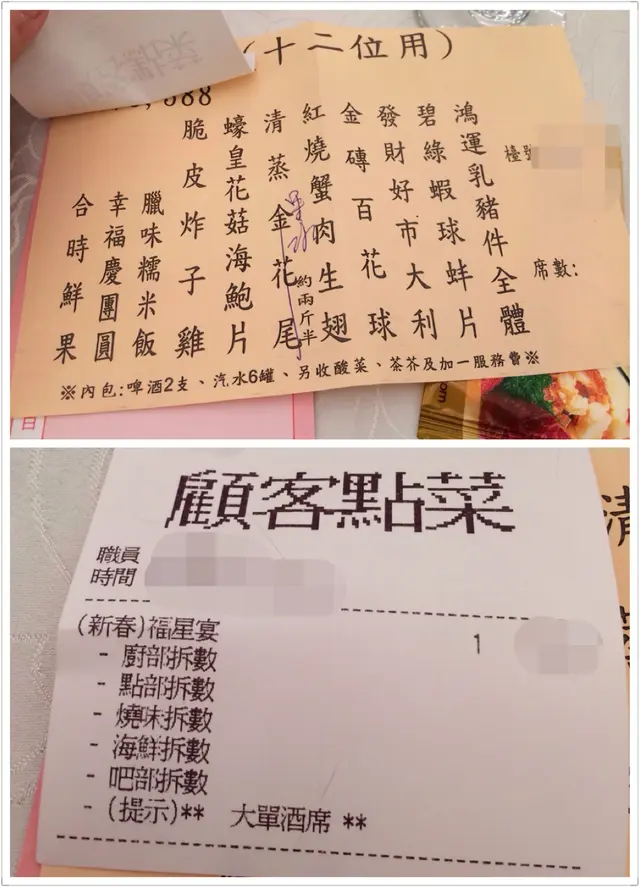 (十二位用)
檯
席數:
鴻運乳豬件全體
碧綠蝦球蚌片
發財好市大利
金磚百花球
紅燒蟹肉生翅
清蒸金花尾
約兩斤半
蠔皇花菇海鮑片
脆皮炸子雞
臘味糯米飯
幸福慶團圓
合時鮮果
※內包:啤酒2支、汽水6罐、另收酸菜、茶芥及加一服務費※
.com
顧客點菜
職員
時間
(新春)福星宴 1
- 廚部拆數
- 點部拆數
- 燒味拆數
- 海鮮拆數
- 吧部拆數
- (提示)** 大單酒席 **